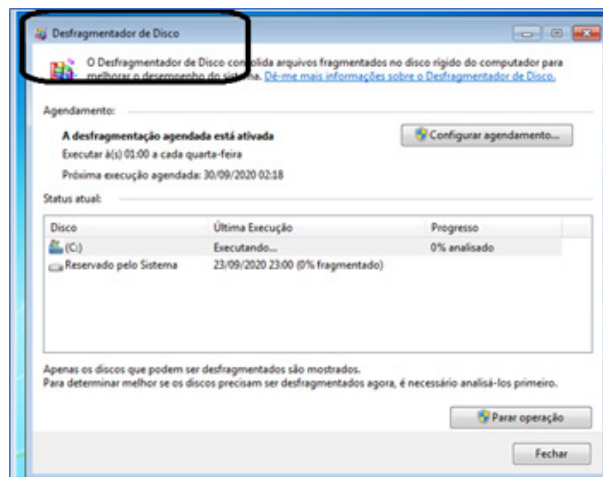 Desfragmentador de Disco
O Desfragmentador de Disco consolida arquivos fragmentados no disco rígido do computador para
melhorar o desempenho do sistema. Dê-me mais informações sobre o Desfragmentador de Disco.
Agendamento:
A desfragmentação agendada está ativada
Configurar agendamento...
Executar à(s) 01:00 a cada quarta-feira
Próxima execução agendada: 30/09/2020 02:18
Status atual:
Disco Última Execução Progresso
(C:) Executando... 0% analisado
Reservado pelo Sistema 23/09/2020 23:00 (0% fragmentado)
Apenas os discos que podem ser desfragmentados são mostrados.
Para determinar melhor se os discos precisam ser desfragmentados agora, é necessário analisá-los primeiro.
Parar operação
Fechar